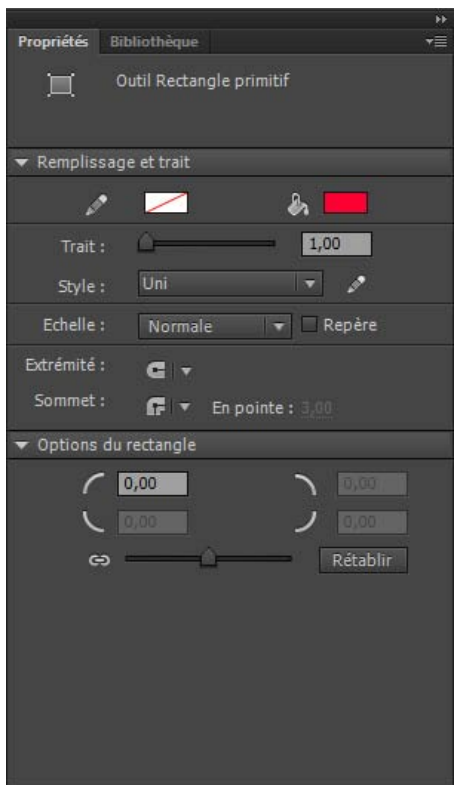 Propriétés Bibliothèque
Outil Rectangle primitif
Remplissage et trait
Trait : 1,00
Style : Uni
Echelle : Normale Repère
Extrémité :
Sommet : En pointe : 3,00
Options du rectangle
0,00 0,00
0,00 0,00
Rétablir